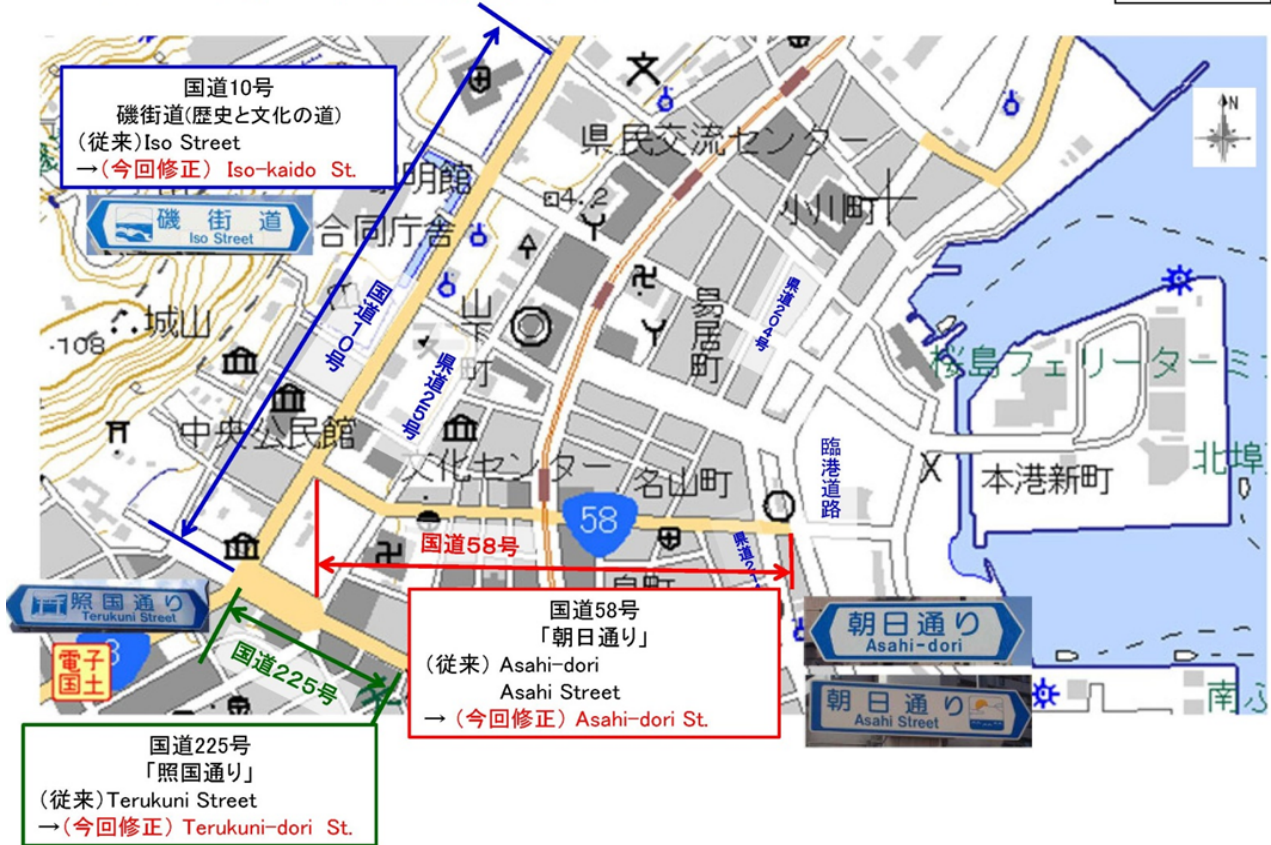 国道10号
磯街道(歴史と文化の道)
(従来)Iso Street
→(今回修正) Iso-kaido St.
磯街道
Iso Street
明館
合同庁舎
県民交流センター
4.2
小川町
N
国道10号
山下町
県道25号
易居町
県道204号
城山
・108
中央公民館
文化センター
名山町
臨港道路
桜島フェリーターミ
北埠
本港新町
58
国道58号
照国通り
Terukuni Street
電子
国土
国道225号
国道58号
「朝日通り」
(従来) Asahi-dori
Asahi Street
→ (今回修正) Asahi-dori St.
朝日通り
Asahi-dori
朝日通り
Asahi Street
南ふ
国道225号
「照国通り」
(従来)Terukuni Street
→(今回修正) Terukuni-dori St.